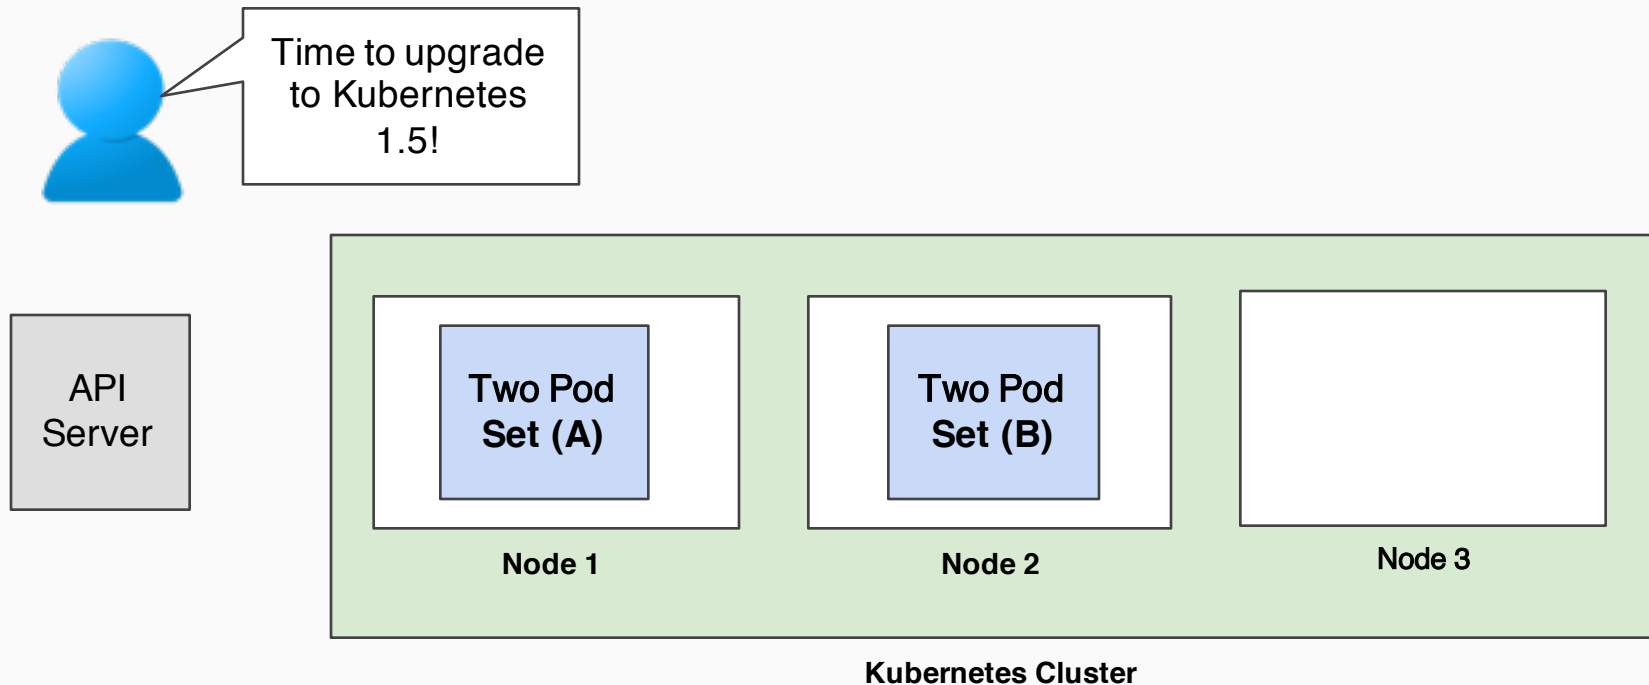 Time to upgrade
to Kubernetes
1.5!
API
Server
Two Pod
Set (A)
Two Pod
Set (B)
Node 1
Node 2
Node 3
Kubernetes Cluster